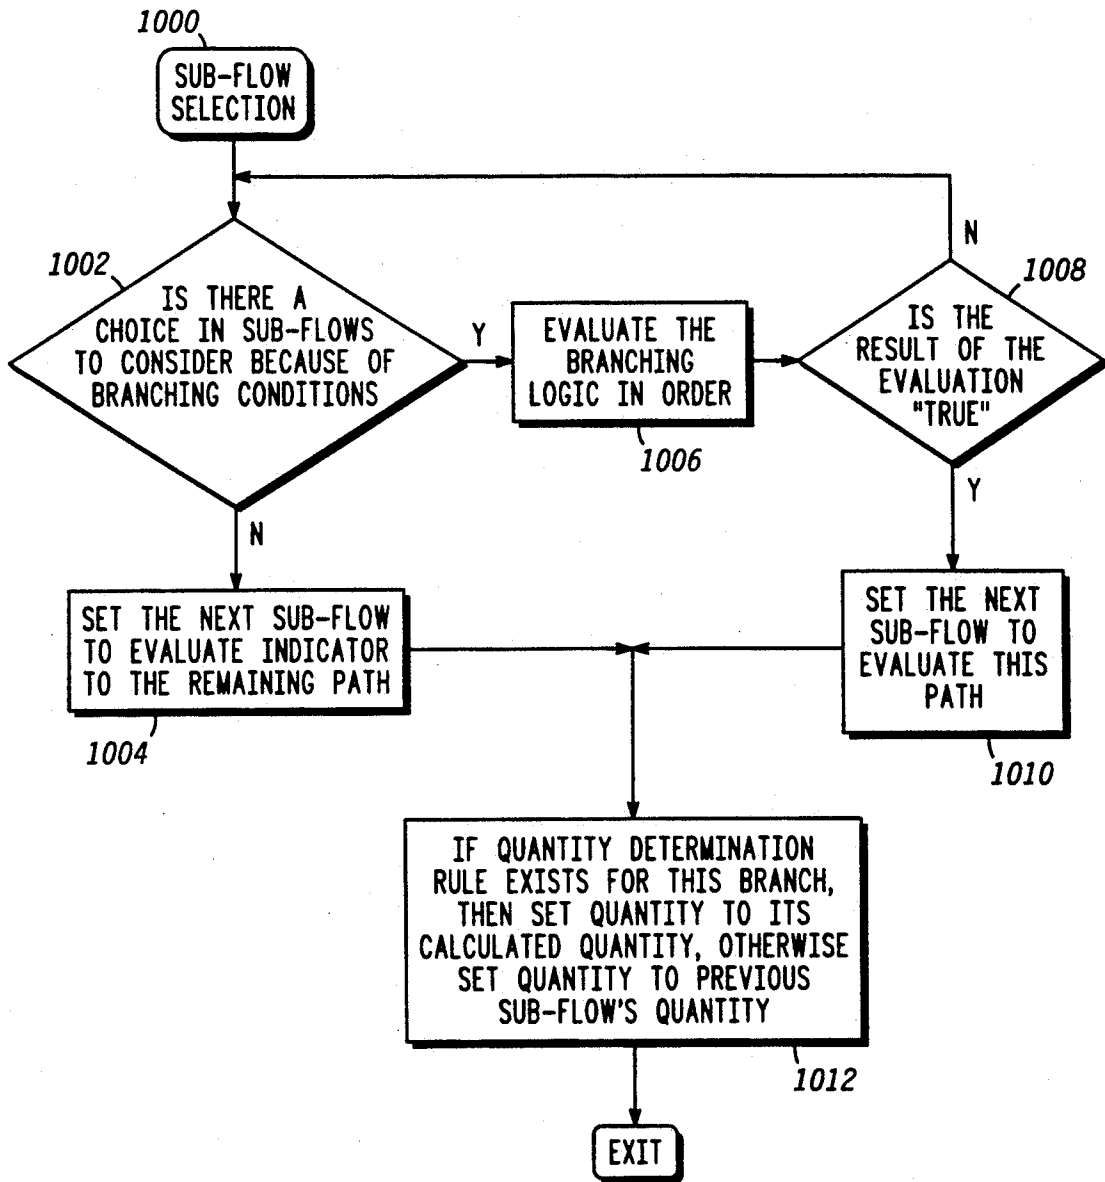 1000
SUB-FLOW
SELECTION
1002
IS THERE A
CHOICE IN SUB-FLOWS
TO CONSIDER BECAUSE OF
BRANCHING CONDITIONS
Y
EVALUATE THE
BRANCHING
LOGIC IN ORDER
1006
N
1008
IS THE
RESULT OF THE
EVALUATION
"TRUE"
Y
N
SET THE NEXT SUB-FLOW
TO EVALUATE INDICATOR
TO THE REMAINING PATH
1004
SET THE NEXT
SUB-FLOW TO
EVALUATE THIS
PATH
1010
IF QUANTITY DETERMINATION
RULE EXISTS FOR THIS BRANCH,
THEN SET QUANTITY TO ITS
CALCULATED QUANTITY, OTHERWISE
SET QUANTITY TO PREVIOUS
SUB-FLOW'S QUANTITY
1012
EXIT